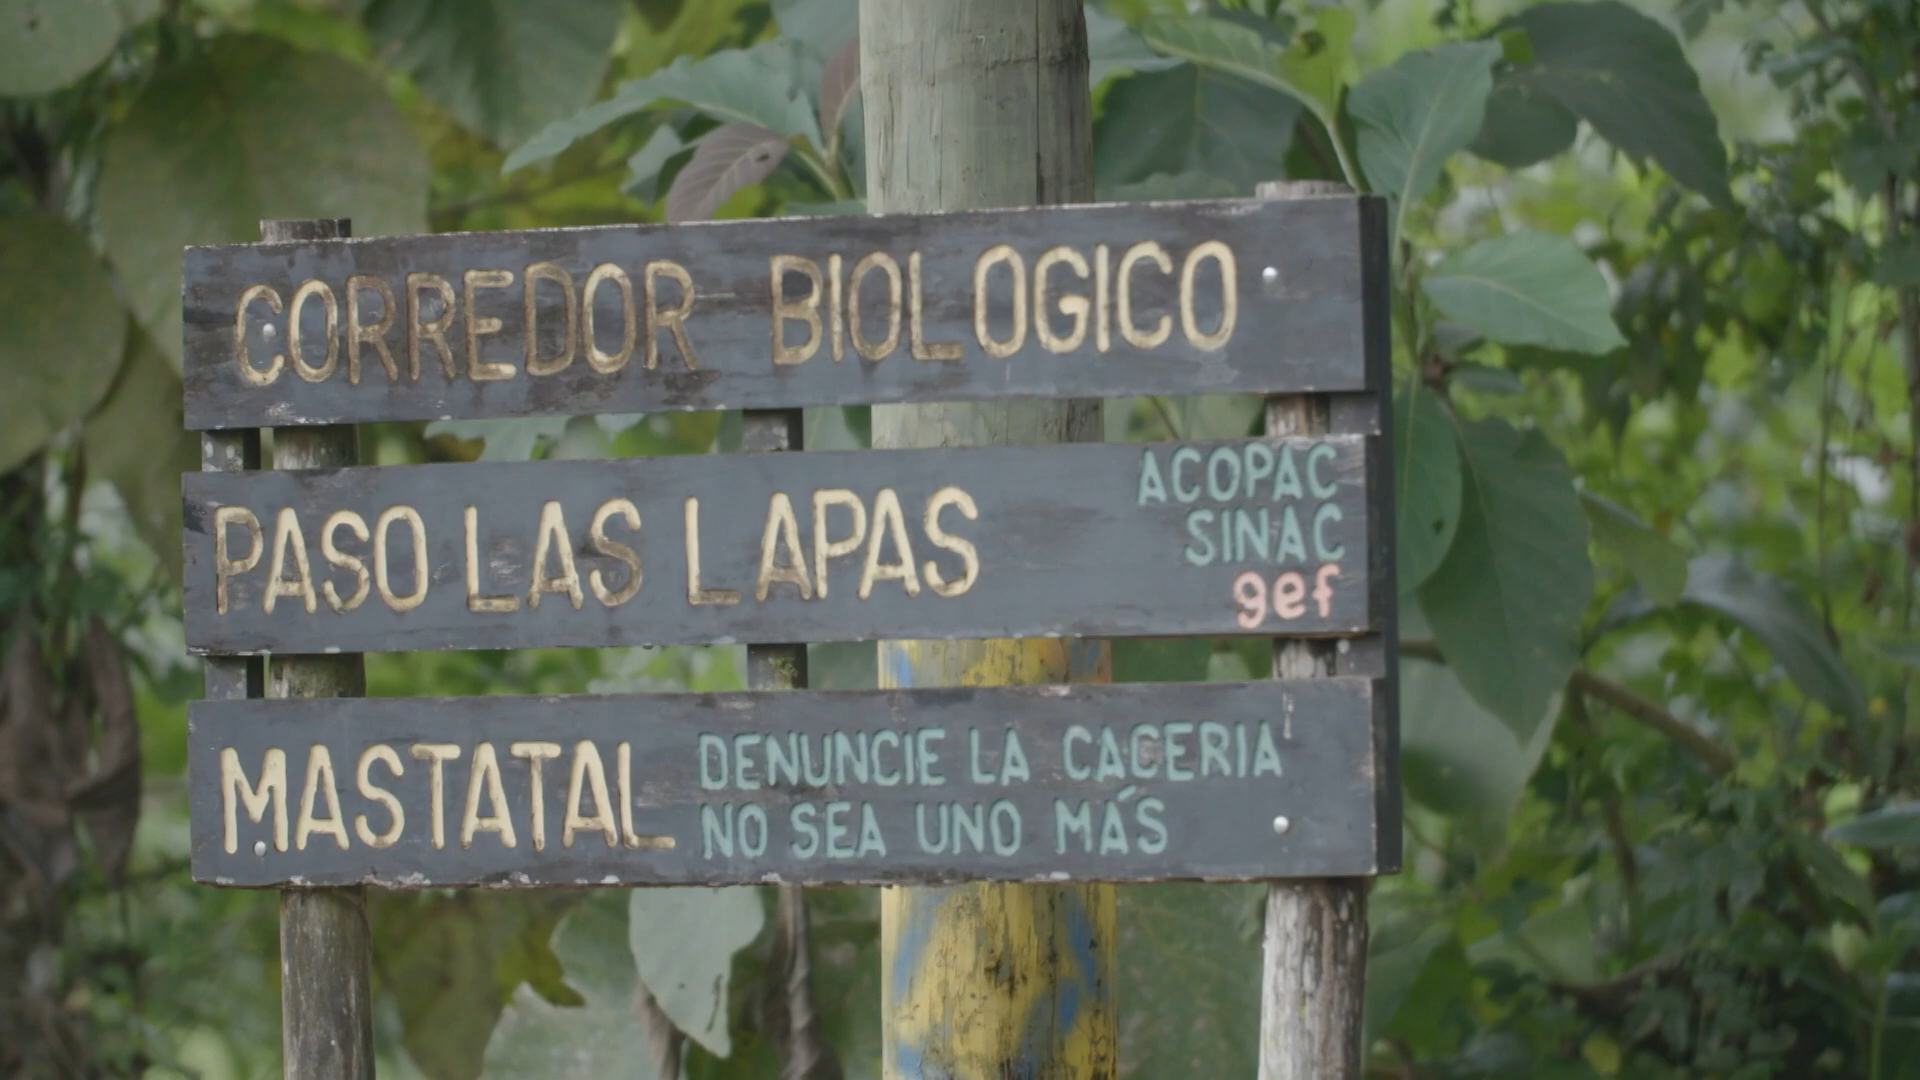 CORREDOR BIOLOGICO
PASO LAS LAPAS
ACOPAC
SINAC
gef
MASTATAL
DENUNCIE LA CACERIA
NO SEA UNO MÁS